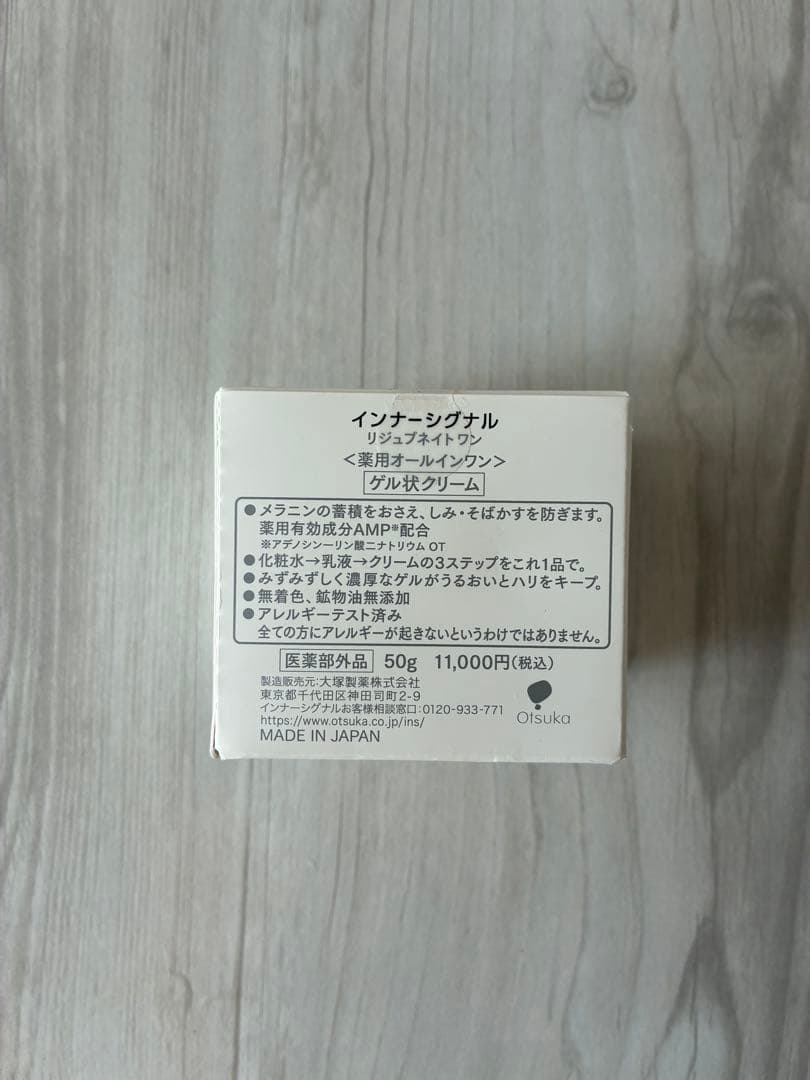 インナーシグナル
リジュブネイトワン
＜薬用オールインワン＞
ゲル状クリーム
●メラニンの蓄積をおさえ、しみ・そばかすを防ぎます。
薬用有効成分AMP※配合
※アデノシン一リン酸二ナトリウム OT
●化粧水→乳液→クリームの3ステップをこれ1品で。
●みずみずしく濃厚なゲルがうるおいとハリをキープ。
●無着色、鉱物油無添加
●アレルギーテスト済み
全ての方にアレルギーが起きないというわけではありません。
医薬部外品 50g 11,000円(税込)
製造販売元:大塚製薬株式会社
東京都千代田区神田司町2-9
インナーシグナルお客様相談窓口:0120-933-771
https://www.otsuka.co.jp/ins/
MADE IN JAPAN
Otsuka